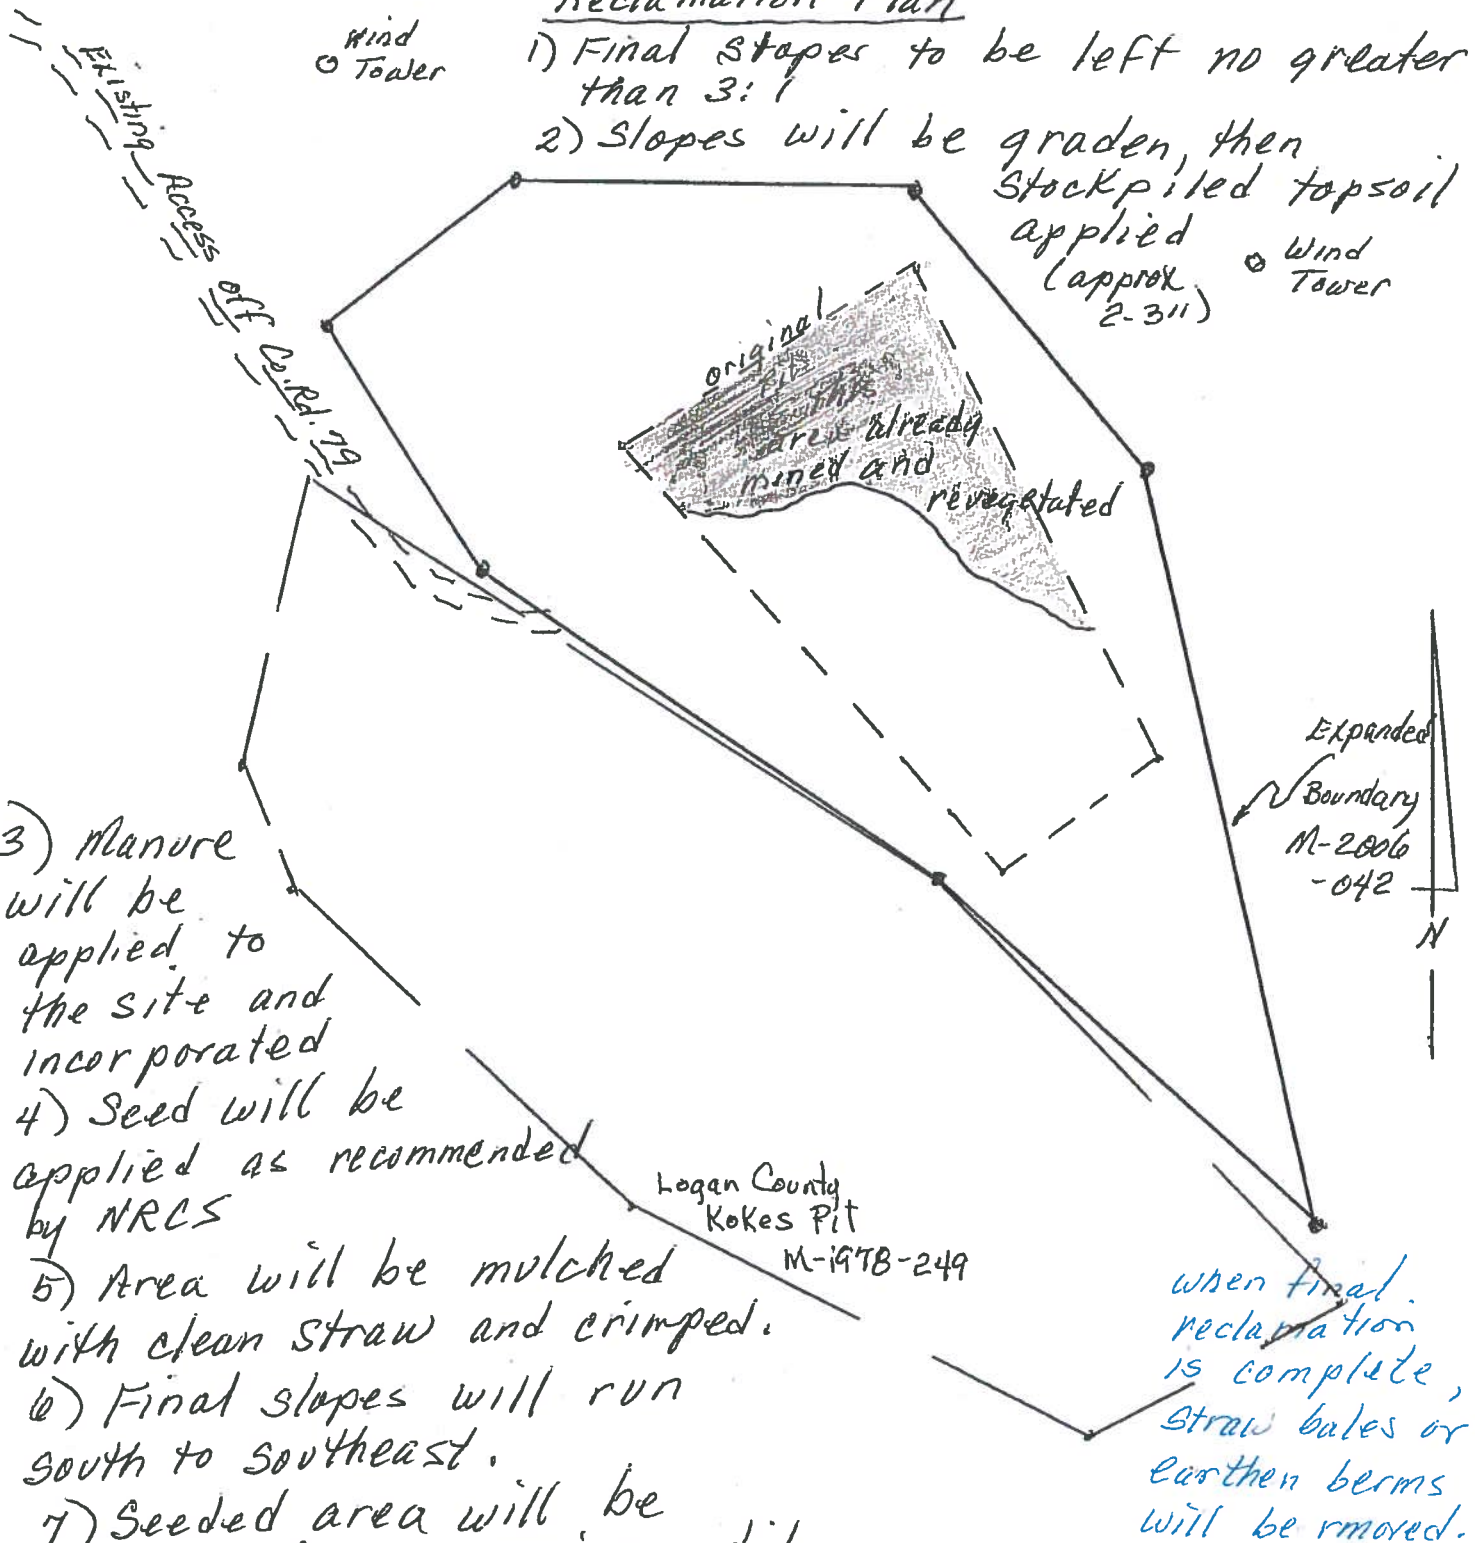 Reclamation Plan
1) Final Slopes to be left no greater
than 3:1
2) Slopes will be graden, then
stockpiled topsoil
applied
(approx.
2-3")
Wind
Tower
Wind
Tower
Existing Access off Co. Rd. 79
original
pit
this
area already
mined and
revegetated
Expanded
Boundary
M-2006
-042
N
3) Manure
will be
applied to
the site and
incorporated
4) Seed will be
applied as recommended
by NRCS
5) Area will be mulched
with clean straw and crimped.
6) Final slopes will run
south to southeast.
7) Seeded area will be
Logan County
Kokes Pit
M-1978-249
when final
reclamation
is complete,
straw bales or
earthen berms
will be rmoved.